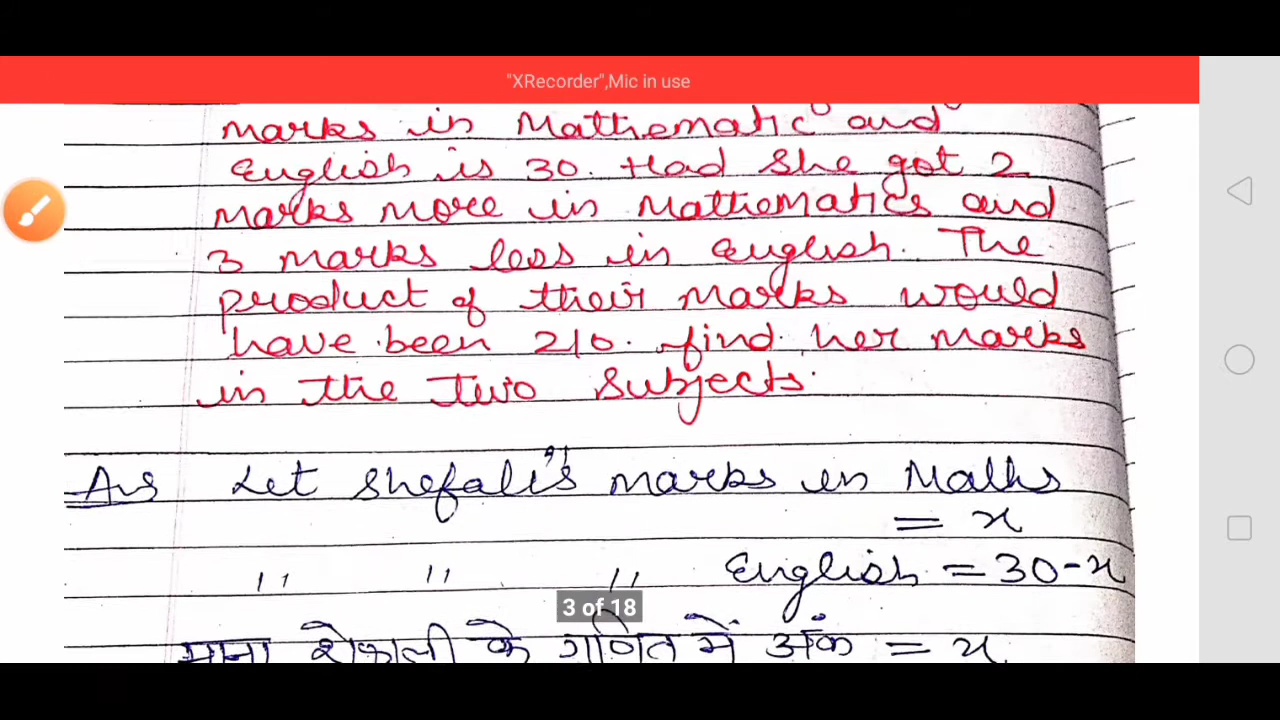 "XRecorder",Mic in use
marks in Mathematic and
English is 30. Had She got 2
marks more in Mathematics and
3 marks less in English. The
product of their marks would
have been 210. find her marks
in the Two Subjects.
Ans Let Shefali's marks in Maths
= x
" " " English = 30-x
3 of 18
माना शेफाली के गणित में अंक = x